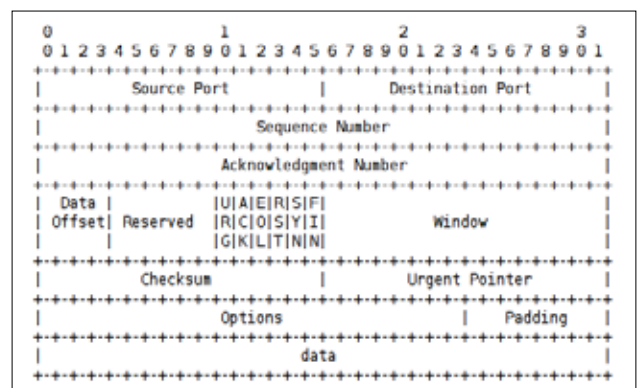 0                   1                   2                   3
0 1 2 3 4 5 6 7 8 9 0 1 2 3 4 5 6 7 8 9 0 1 2 3 4 5 6 7 8 9 0 1
+-+-+-+-+-+-+-+-+-+-+-+-+-+-+-+-+-+-+-+-+-+-+-+-+-+-+-+-+-+-+-+-+
|          Source Port          |       Destination Port        |
+-+-+-+-+-+-+-+-+-+-+-+-+-+-+-+-+-+-+-+-+-+-+-+-+-+-+-+-+-+-+-+-+
|                        Sequence Number                        |
+-+-+-+-+-+-+-+-+-+-+-+-+-+-+-+-+-+-+-+-+-+-+-+-+-+-+-+-+-+-+-+-+
|                    Acknowledgment Number                      |
+-+-+-+-+-+-+-+-+-+-+-+-+-+-+-+-+-+-+-+-+-+-+-+-+-+-+-+-+-+-+-+-+
|  Data |           |U|A|E|R|S|F|                               |
| Offset| Reserved  |R|C|O|S|Y|I|            Window             |
|       |           |G|K|L|T|N|N|                               |
+-+-+-+-+-+-+-+-+-+-+-+-+-+-+-+-+-+-+-+-+-+-+-+-+-+-+-+-+-+-+-+-+
|           Checksum            |         Urgent Pointer        |
+-+-+-+-+-+-+-+-+-+-+-+-+-+-+-+-+-+-+-+-+-+-+-+-+-+-+-+-+-+-+-+-+
|                    Options                    |    Padding    |
+-+-+-+-+-+-+-+-+-+-+-+-+-+-+-+-+-+-+-+-+-+-+-+-+-+-+-+-+-+-+-+-+
|                             data                              |
+-+-+-+-+-+-+-+-+-+-+-+-+-+-+-+-+-+-+-+-+-+-+-+-+-+-+-+-+-+-+-+-+